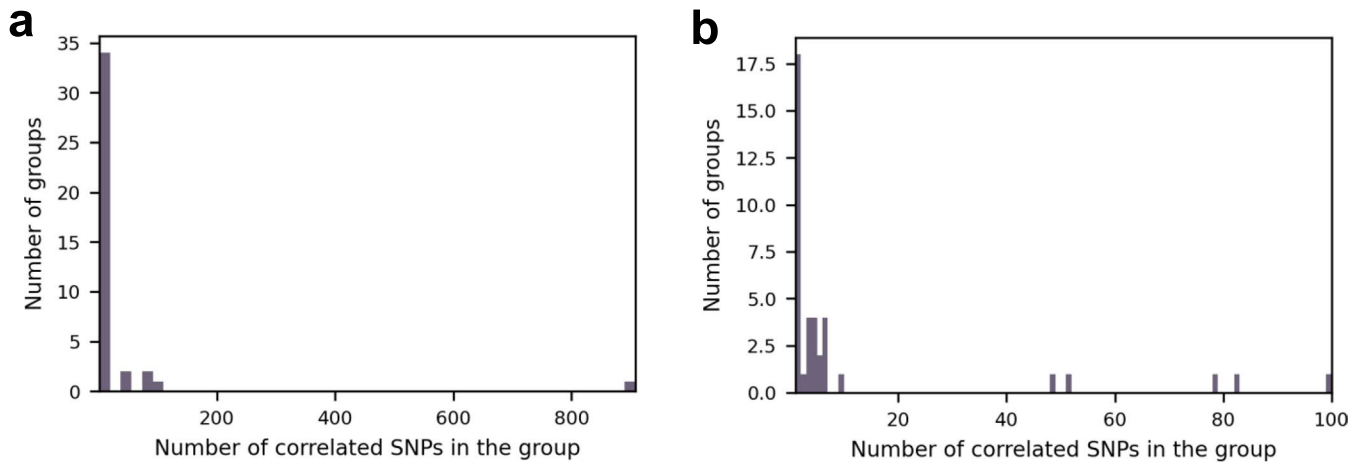 a
35
30
25
20
15
10
5
0
200 400 600 800
Number of groups
Number of correlated SNPs in the group
b
17.5
15.0
12.5
10.0
7.5
5.0
2.5
0.0
20 40 60 80 100
Number of groups
Number of correlated SNPs in the group